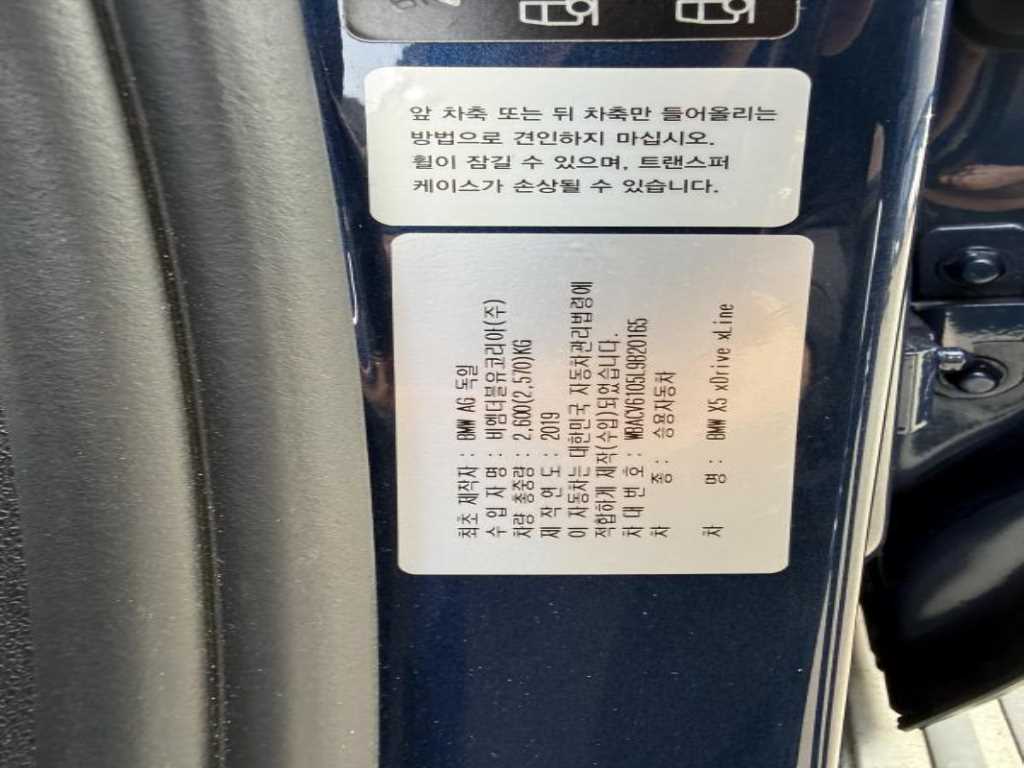 앞 차축 또는 뒤 차축만 들어올리는
방법으로 견인하지 마십시오.
휠이 잠길 수 있으며, 트랜스퍼
케이스가 손상될 수 있습니다.
최초 제작자 : BMW AG 독일
수 입 자 명 : 비엠더블유코리아(주)
차량 총중량 : 2,600(2,570)KG
제 작 연 도 : 2019
이 자동차는 대한민국 자동차관리법령에
적합하게 제작(수입)되었습니다.
차 대 번 호 : WBACV6105L9B20165
차 종 : 승용자동차
차 명 : BMW X5 xDrive xLine